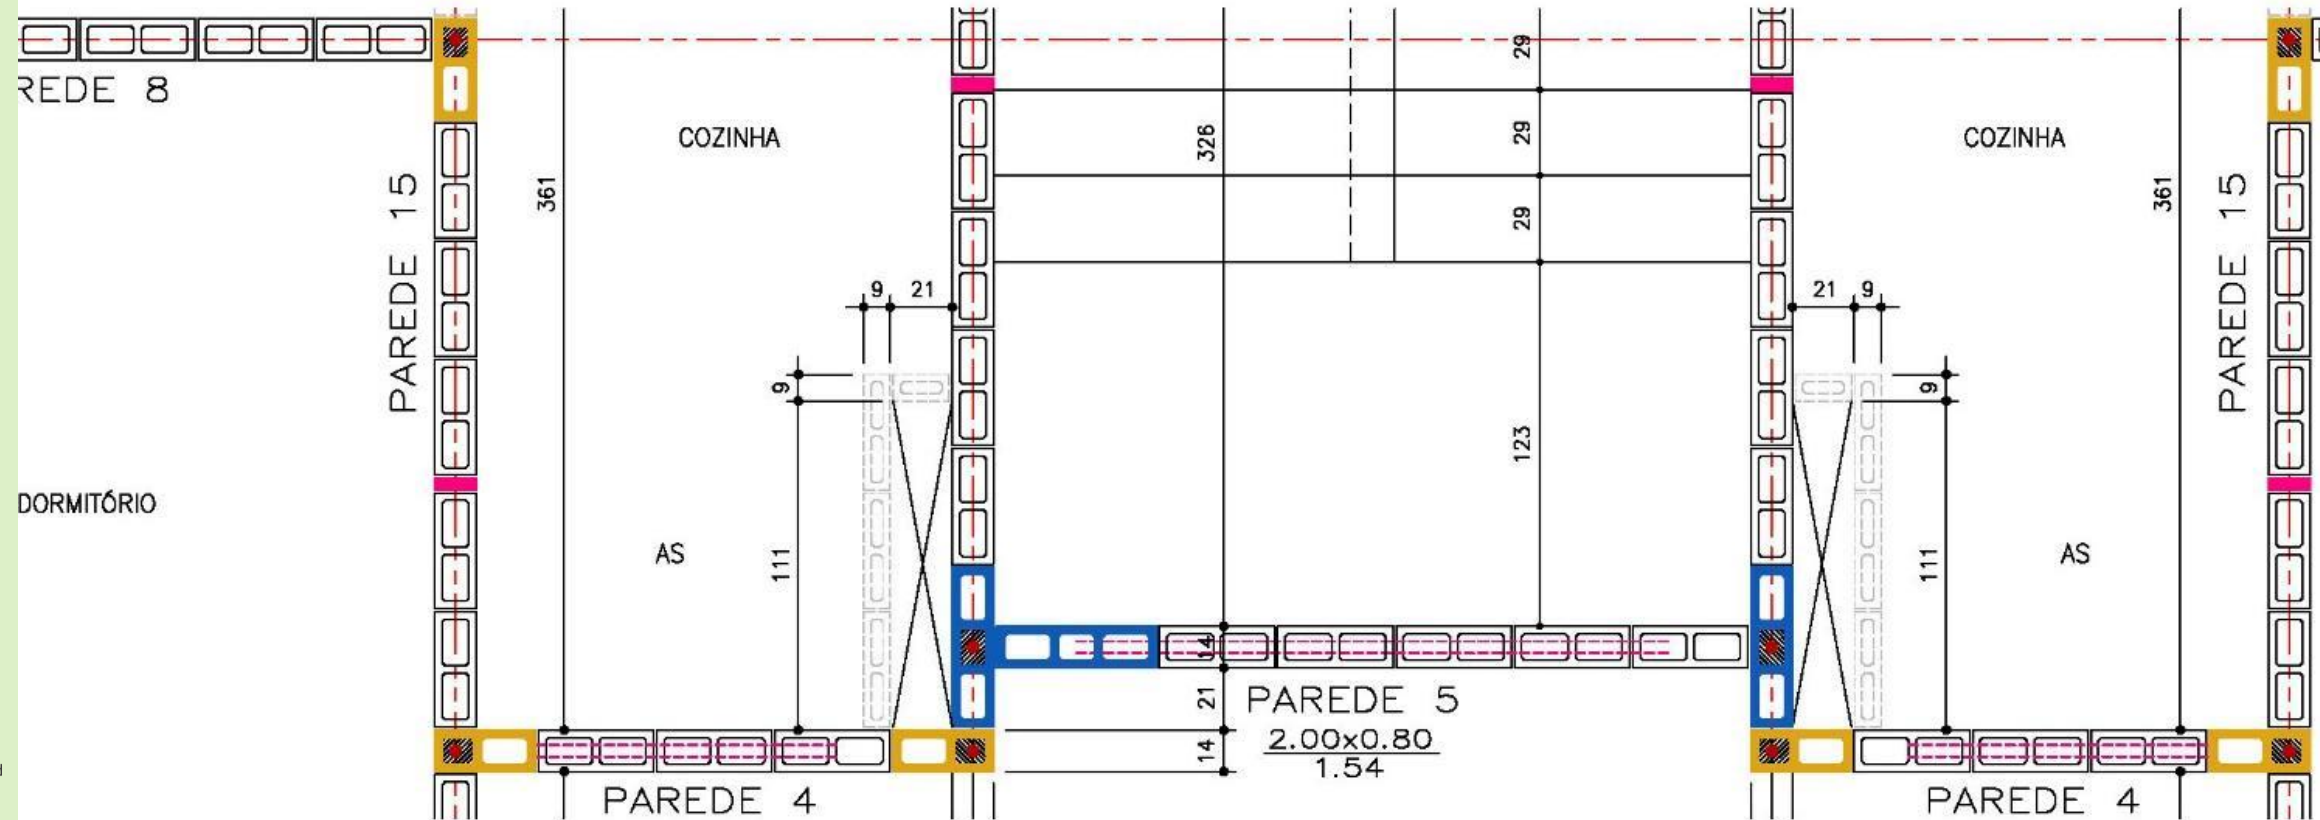 REDE 8
COZINHA
COZINHA
29
29
29
326
361
361
PAREDE 15
PAREDE 15
9 21
21 9
9
9
123
DORMITÓRIO
AS
AS
111
111
14
21
14
PAREDE 5
2.00x0.80
1.54
PAREDE 4
PAREDE 4